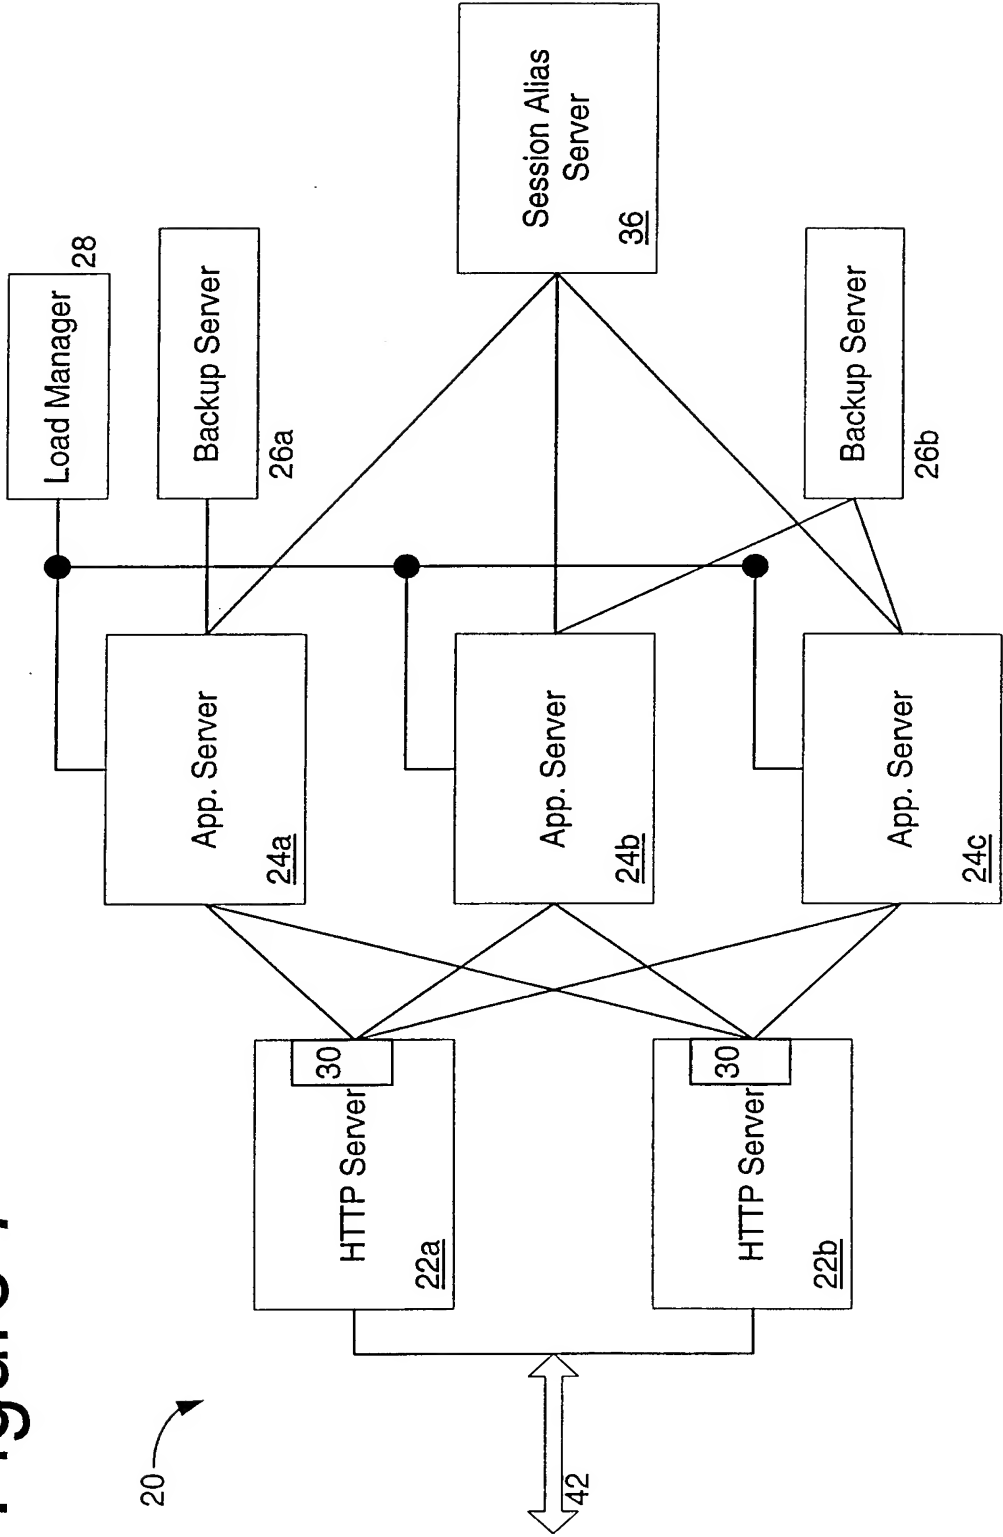 Load Manager
28
Backup Server
26a
Session Alias
Server
36
Backup Server
26b
App. Server
24a
App. Server
24b
App. Server
24c
30
HTTP Server
22a
30
HTTP Server
22b
20
42